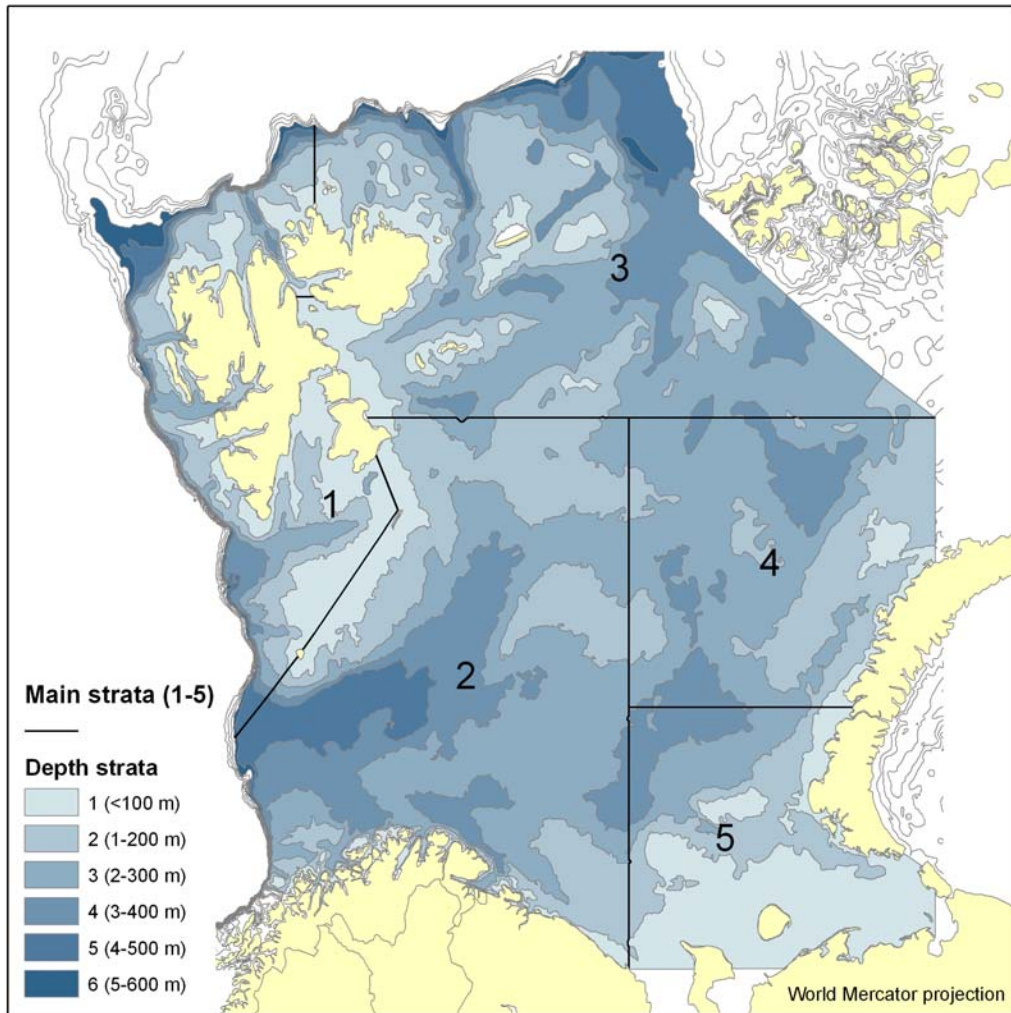 3
1
4
2
5
Main strata (1-5)
Depth strata
1 (<100 m)
2 (1-200 m)
3 (2-300 m)
4 (3-400 m)
5 (4-500 m)
6 (5-600 m)
World Mercator projection